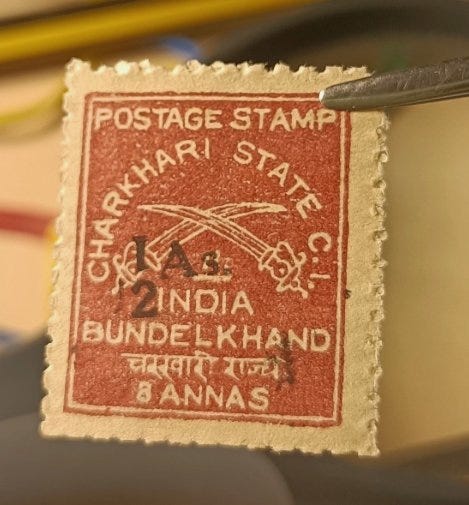 POSTAGE STAMP
CHARKHARI STATE C.I.
1 As.
2 INDIA
BUNDELKHAND
चरखारी राज्य
8 ANNAS